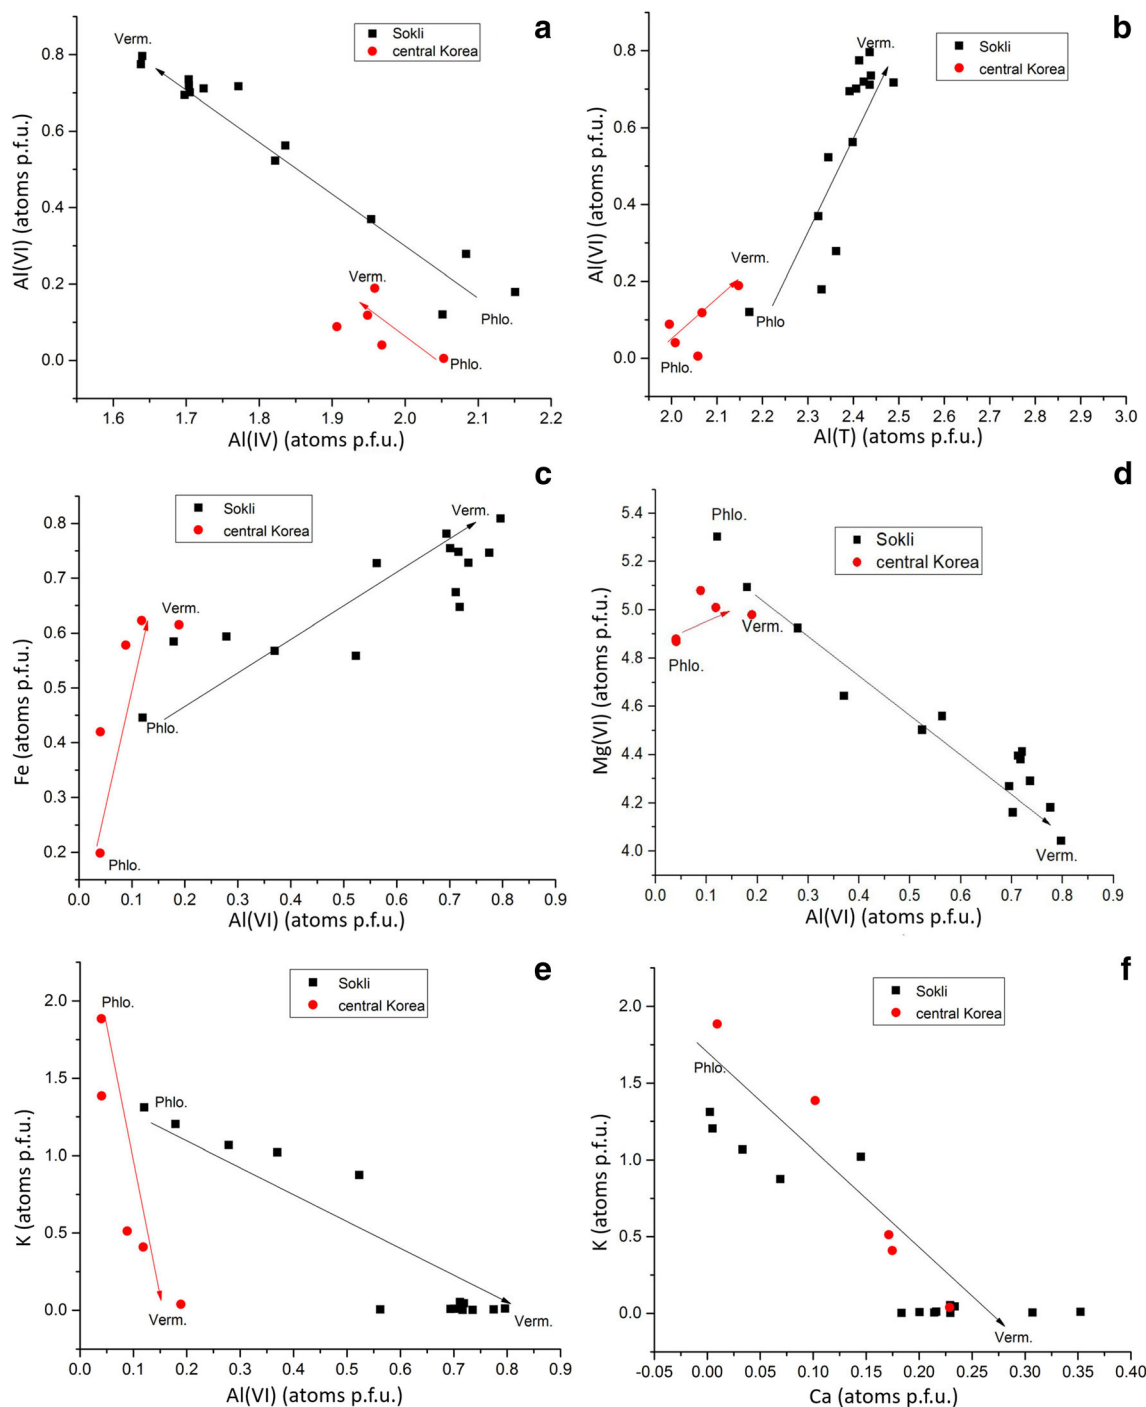 a
Sokli
central Korea
Verm.
Verm.
Phlo.
Phlo.
Al(VI) (atoms p.f.u.)
0.8
0.6
0.4
0.2
0.0
1.6 1.7 1.8 1.9 2.0 2.1 2.2
Al(IV) (atoms p.f.u.)
b
Sokli
central Korea
Verm.
Verm.
Phlo
Phlo.
Al(VI) (atoms p.f.u.)
0.8
0.6
0.4
0.2
0.0
2.0 2.1 2.2 2.3 2.4 2.5 2.6 2.7 2.8 2.9 3.0
Al(T) (atoms p.f.u.)
c
Sokli
central Korea
Verm.
Verm.
Phlo.
Phlo.
Fe (atoms p.f.u.)
0.8
0.7
0.6
0.5
0.4
0.3
0.2
0.0 0.1 0.2 0.3 0.4 0.5 0.6 0.7 0.8 0.9
Al(VI) (atoms p.f.u.)
d
Sokli
central Korea
Phlo.
Verm.
Phlo.
Verm.
Mg(VI) (atoms p.f.u.)
5.4
5.2
5.0
4.8
4.6
4.4
4.2
4.0
0.0 0.1 0.2 0.3 0.4 0.5 0.6 0.7 0.8 0.9
Al(VI) (atoms p.f.u.)
e
Sokli
central Korea
Phlo.
Phlo.
Verm.
Verm.
K (atoms p.f.u.)
2.0
1.5
1.0
0.5
0.0
0.0 0.1 0.2 0.3 0.4 0.5 0.6 0.7 0.8 0.9
Al(VI) (atoms p.f.u.)
f
Sokli
central Korea
Phlo.
Verm.
K (atoms p.f.u.)
2.0
1.5
1.0
0.5
0.0
-0.05 0.00 0.05 0.10 0.15 0.20 0.25 0.30 0.35 0.40
Ca (atoms p.f.u.)